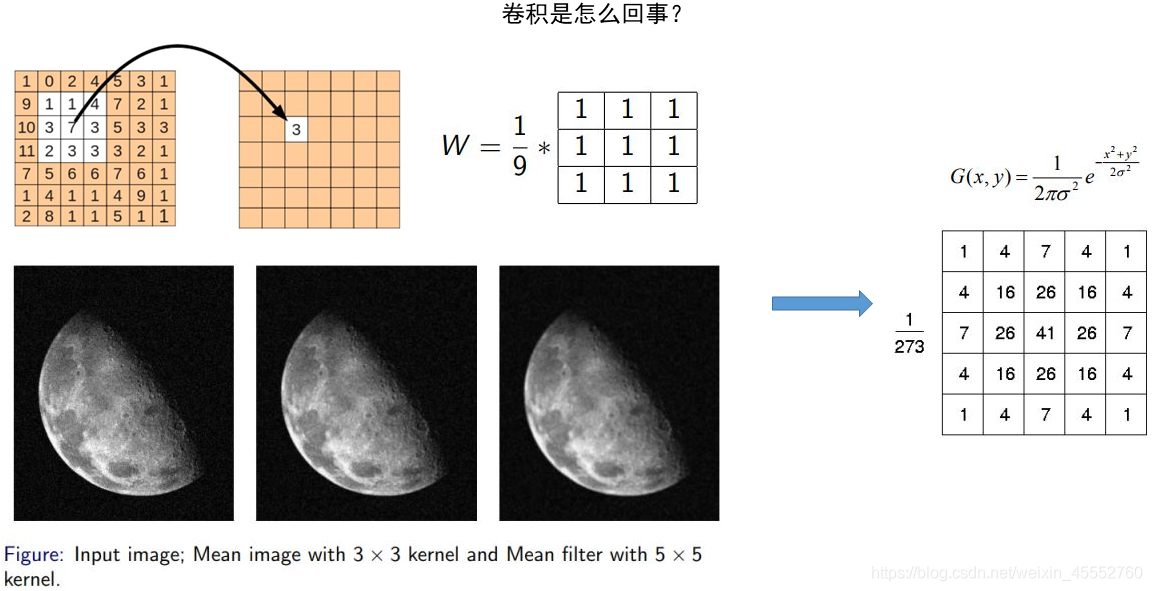 卷积是怎么回事？
1 0 2 4 5 3 1
9 1 1 4 7 2 1
10 3 7 3 5 3 3
11 2 3 3 3 2 1
7 5 6 6 7 6 1
1 4 1 1 4 9 1
2 8 1 1 5 1 1
3
W = 1/9 *
1 1 1
1 1 1
1 1 1
G(x, y) = 1/(2πσ²) e^(-(x²+y²)/(2σ²))
1/273
1 4 7 4 1
4 16 26 16 4
7 26 41 26 7
4 16 26 16 4
1 4 7 4 1
Figure: Input image; Mean image with 3 × 3 kernel and Mean filter with 5 × 5
kernel.
https://blog.csdn.net/weixin_45552760